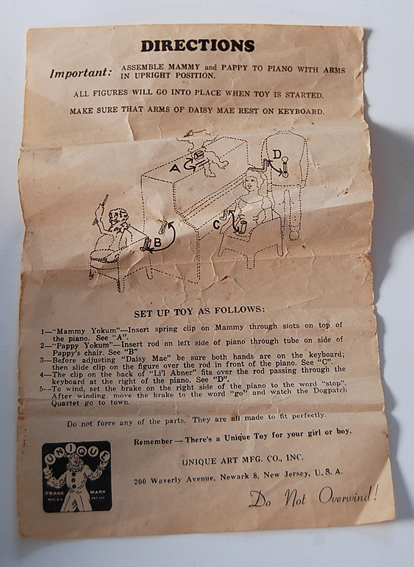 DIRECTIONS
Important: ASSEMBLE MAMMY and PAPPY TO PIANO WITH ARMS
IN UPRIGHT POSITION.
ALL FIGURES WILL GO INTO PLACE WHEN TOY IS STARTED.
MAKE SURE THAT ARMS OF DAISY MAE REST ON KEYBOARD.
A
D
C
B
SET UP TOY AS FOLLOWS:
1—"Mammy Yokum"—Insert spring clip on Mammy through slots on top of
the piano. See "A".
2—"Pappy Yokum"—Insert rod on left side of piano through tube on side of
Pappy's chair. See "B"
3—Before adjusting "Daisy Mae" be sure both hands are on the keyboard;
then slide clip on the figure over the rod in front of the piano. See "C".
4—The clip on the back of "Li'l Abner" fits over the rod passing through the
keyboard at the right of the piano. See "D".
5—To wind, set the brake on the right side of the piano to the word "stop".
After winding, move the brake to the word "go" and watch the Dogpatch
Quartet go to town.
Do not force any of the parts. They are all made to fit perfectly.
Remember — There's a Unique Toy for your girl or boy.
UNIQUE ART MFG. CO., INC.
200 Waverly Avenue, Newark 8, New Jersey, U. S. A.
Do Not Overwind!
UNIQUE
TRADE MARK